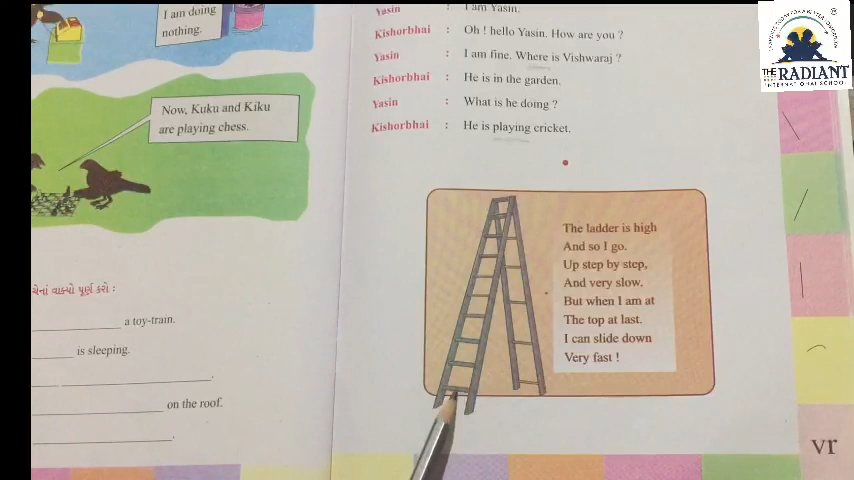 I am doing
nothing.
Now, Kuku and Kiku
are playing chess.
ચેનાં વાક્યો પૂર્ણ કરો :
a toy-train.
is sleeping.
on the roof.
Yasin : I am Yasin.
Kishorbhai : Oh ! hello Yasin. How are you ?
Yasin : I am fine. Where is Vishwaraj ?
Kishorbhai : He is in the garden.
Yasin : What is he doing ?
Kishorbhai : He is playing cricket.
The ladder is high
And so I go.
Up step by step,
And very slow.
But when I am at
The top at last.
I can slide down
Very fast !
THE RADIANT
INTERNATIONAL SCHOOL
vr